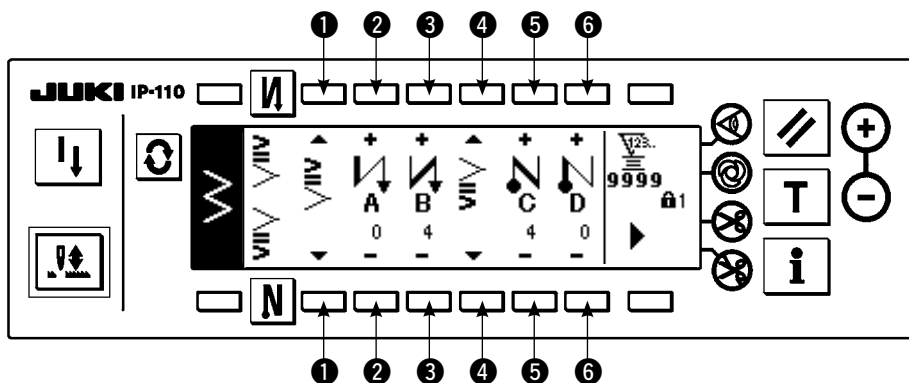 ❶ ❷ ❸ ❹ ❺ ❻
JUKI IP-110
123..
9999
1
A B C D
0 4 4 0
T
i
❶ ❷ ❸ ❹ ❺ ❻